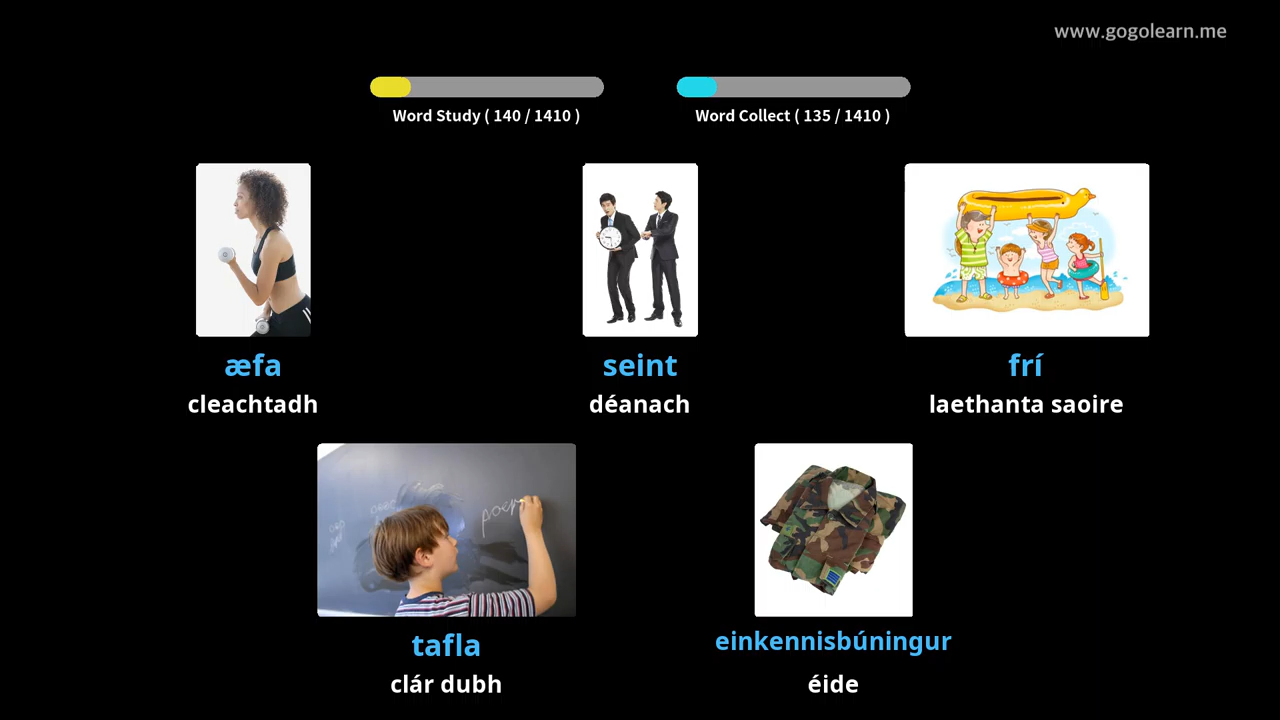 www.gogolearn.me
Word Study ( 140 / 1410 )
Word Collect ( 135 / 1410 )
æfa
cleachtadh
seint
déanach
frí
laethanta saoire
tafla
clár dubh
einkennisbúningur
éide